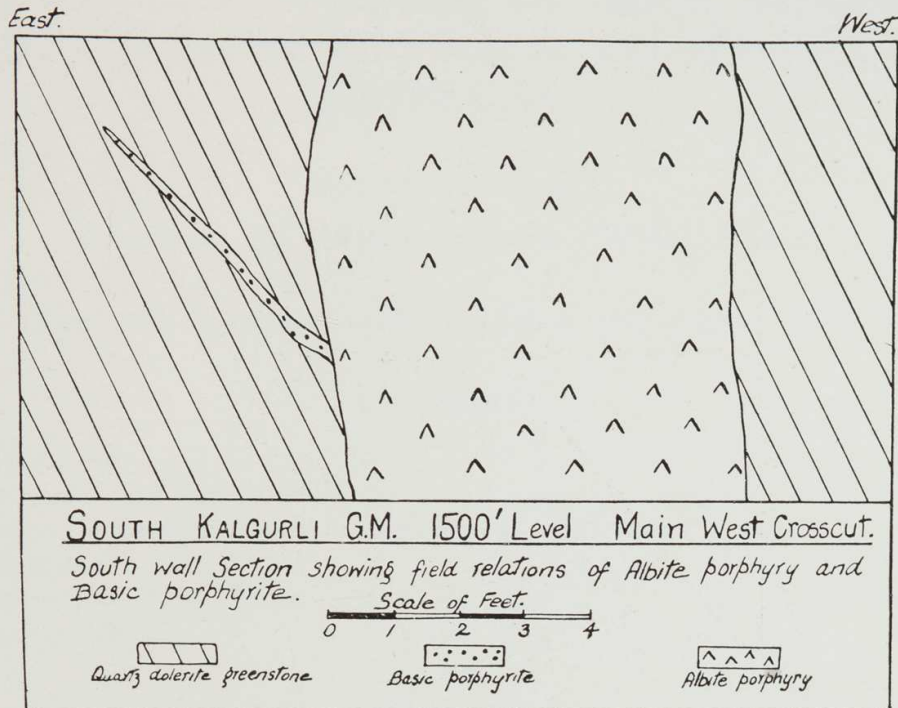 East.
West.
SOUTH KALGURLI G.M. 1500' Level Main West Crosscut.
South wall Section showing field relations of Albite porphyry and
Basic porphyrite.
Scale of Feet.
0 1 2 3 4
Quartz dolerite greenstone
Basic porphyrite
Albite porphyry